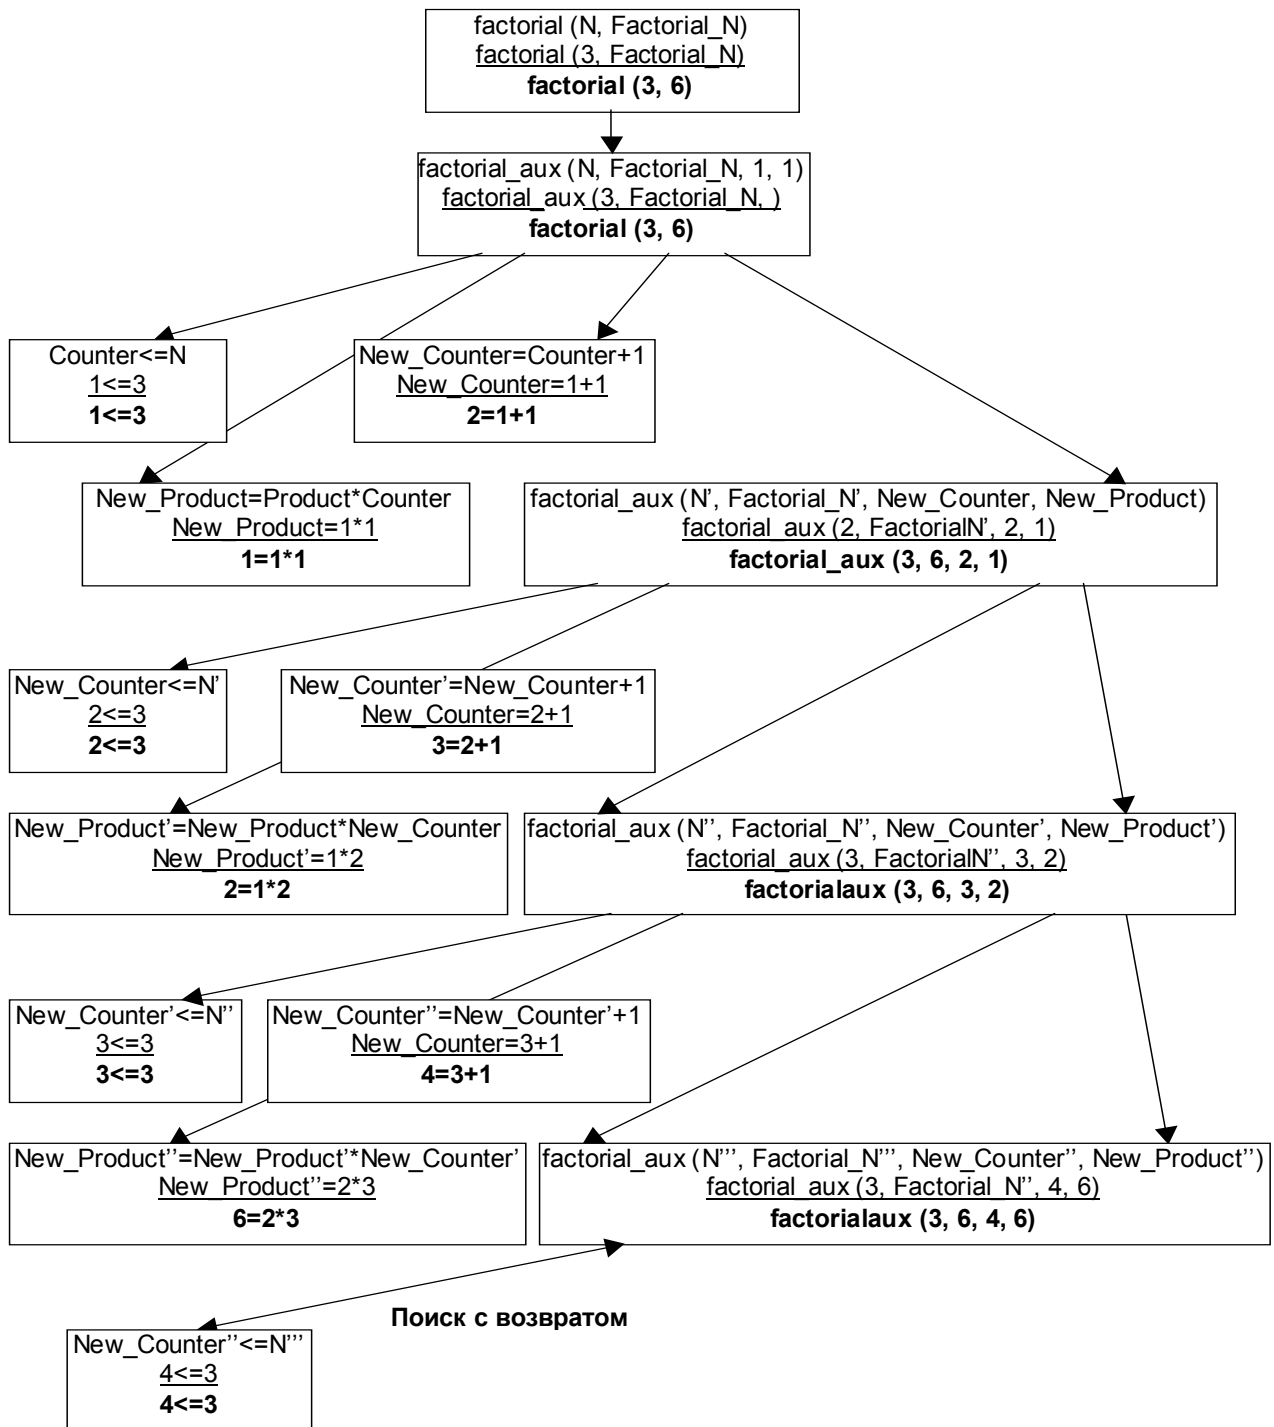 factorial (N, Factorial_N)
factorial (3, Factorial_N)
factorial (3, 6)
factorial_aux (N, Factorial_N, 1, 1)
factorial_aux (3, Factorial_N, )
factorial (3, 6)
Counter<=N
1<=3
1<=3
New_Counter=Counter+1
New_Counter=1+1
2=1+1
New_Product=Product*Counter
New_Product=1*1
1=1*1
factorial_aux (N', Factorial_N', New_Counter, New_Product)
factorial_aux (2, FactorialN', 2, 1)
factorial_aux (3, 6, 2, 1)
New_Counter<=N'
2<=3
2<=3
New_Counter'=New_Counter+1
New_Counter=2+1
3=2+1
New_Product'=New_Product*New_Counter
New_Product'=1*2
2=1*2
factorial_aux (N'', Factorial_N'', New_Counter', New_Product')
factorial_aux (3, FactorialN'', 3, 2)
factorialaux (3, 6, 3, 2)
New_Counter'<=N''
3<=3
3<=3
New_Counter''=New_Counter'+1
New_Counter=3+1
4=3+1
New_Product''=New_Product'*New_Counter'
New_Product''=2*3
6=2*3
factorial_aux (N''', Factorial_N''', New_Counter'', New_Product'')
factorial_aux (3, Factorial_N'', 4, 6)
factorialaux (3, 6, 4, 6)
Поиск с возвратом
New_Counter''<=N'''
4<=3
4<=3